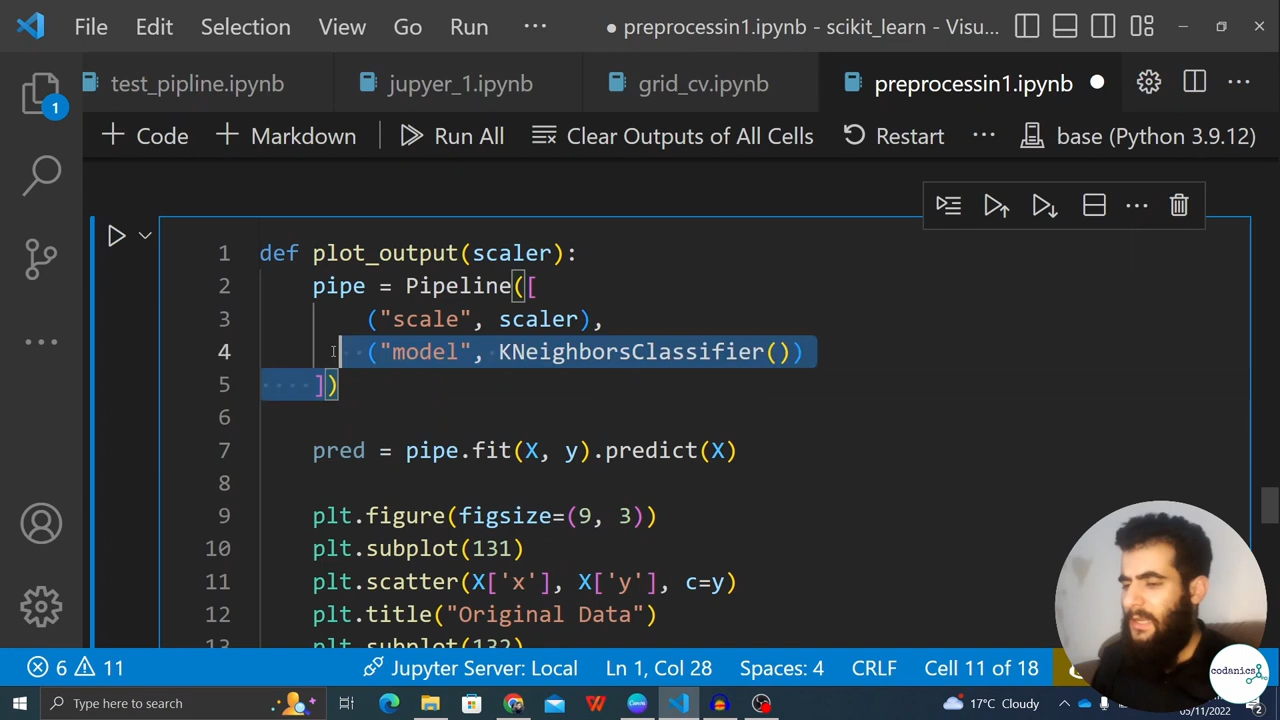 File Edit Selection View Go Run ··· ● preprocessin1.ipynb - scikit_learn - Visu...
test_pipline.ipynb jupyer_1.ipynb grid_cv.ipynb preprocessin1.ipynb
+ Code + Markdown Run All Clear Outputs of All Cells Restart ··· base (Python 3.9.12)
1
1 def plot_output(scaler):
2 pipe = Pipeline([
3 ("scale", scaler),
4 ("model", KNeighborsClassifier())
5 ])
6
7 pred = pipe.fit(X, y).predict(X)
8
9 plt.figure(figsize=(9, 3))
10 plt.subplot(131)
11 plt.scatter(X['x'], X['y'], c=y)
12 plt.title("Original Data")
13 plt.subplot(132)
codanics
6 11 Jupyter Server: Local Ln 1, Col 28 Spaces: 4 CRLF Cell 11 of 18
Type here to search 17°C Cloudy
05/11/2022 2